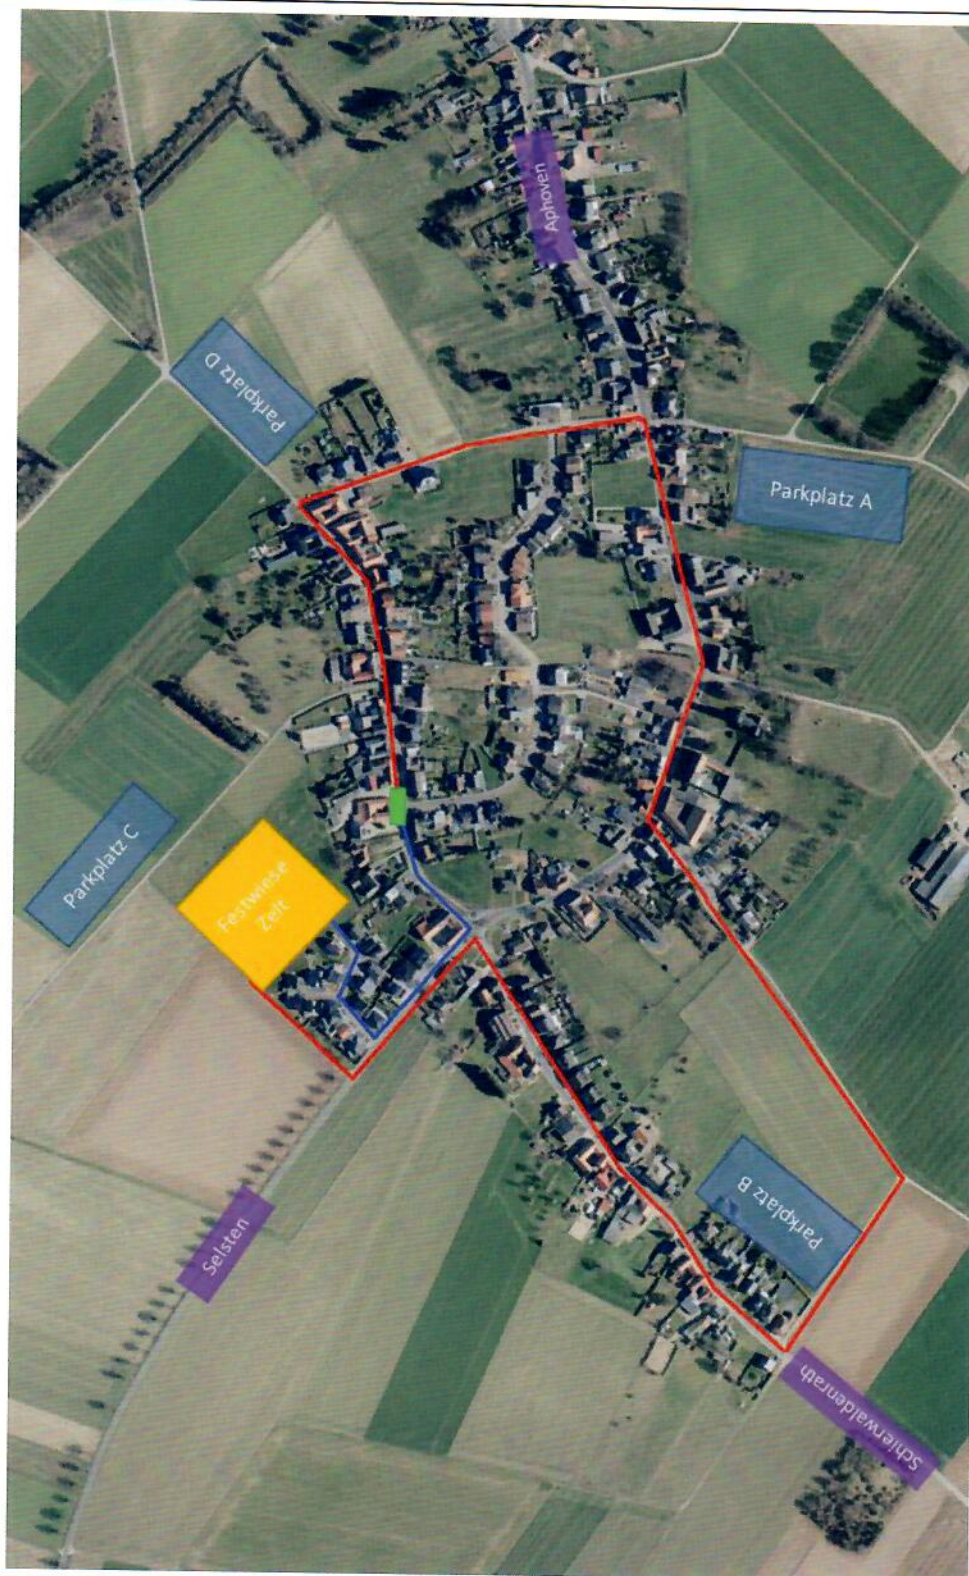 Aphoven
Parkplatz D
Parkplatz A
Parkplatz C
Festwiese
Zelt
Parkplatz B
Selsten
Schierwaldenrath